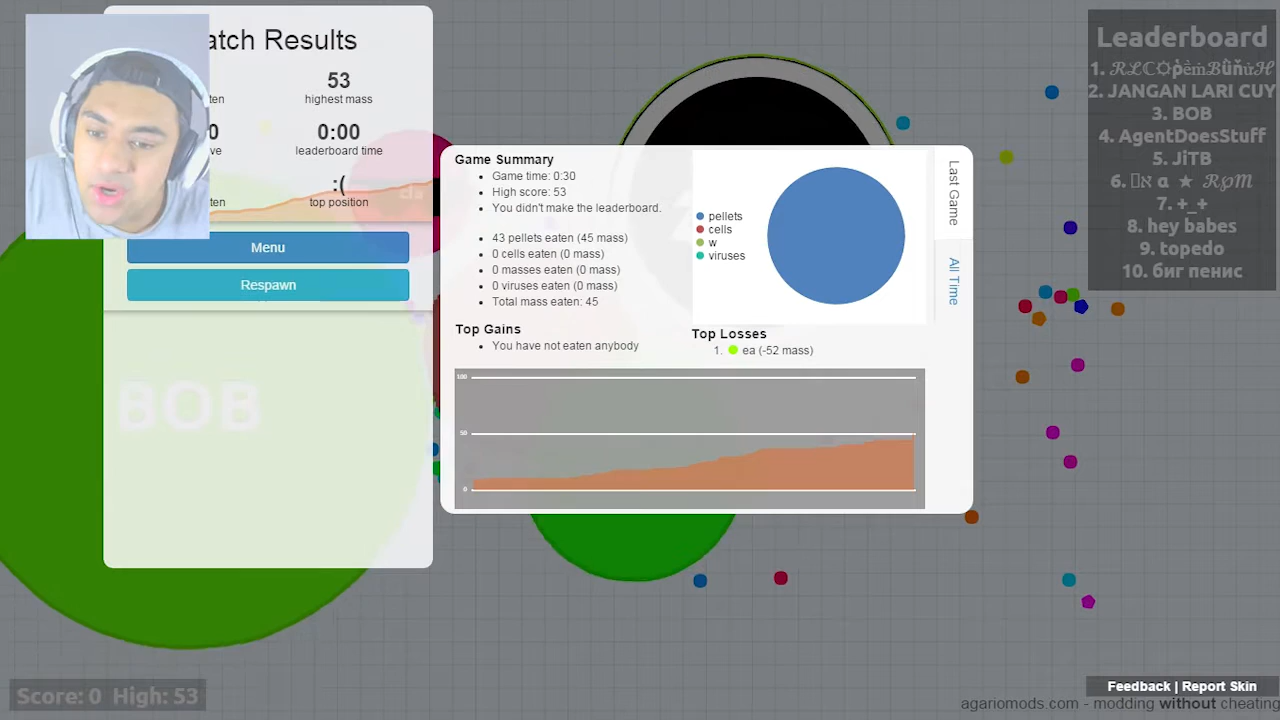 atch Results
53
highest mass
ten
0
0:00
ve
leaderboard time
:(
ten
top position
Menu
Respawn
BOB
Game Summary
Game time: 0:30
High score: 53
You didn't make the leaderboard.
43 pellets eaten (45 mass)
0 cells eaten (0 mass)
0 masses eaten (0 mass)
0 viruses eaten (0 mass)
Total mass eaten: 45
pellets
cells
w
viruses
Last Game
All Time
Top Gains
You have not eaten anybody
Top Losses
1. ea (-52 mass)
100
50
0
Leaderboard
1.
2. JANGAN LARI CUY
3. BOB
4. AgentDoesStuff
5. JiTB
6.
7. +_+
8. hey babes
9. topedo
10. биг пенис
Score: 0 High: 53
Feedback | Report Skin
agariomods.com - modding without cheating